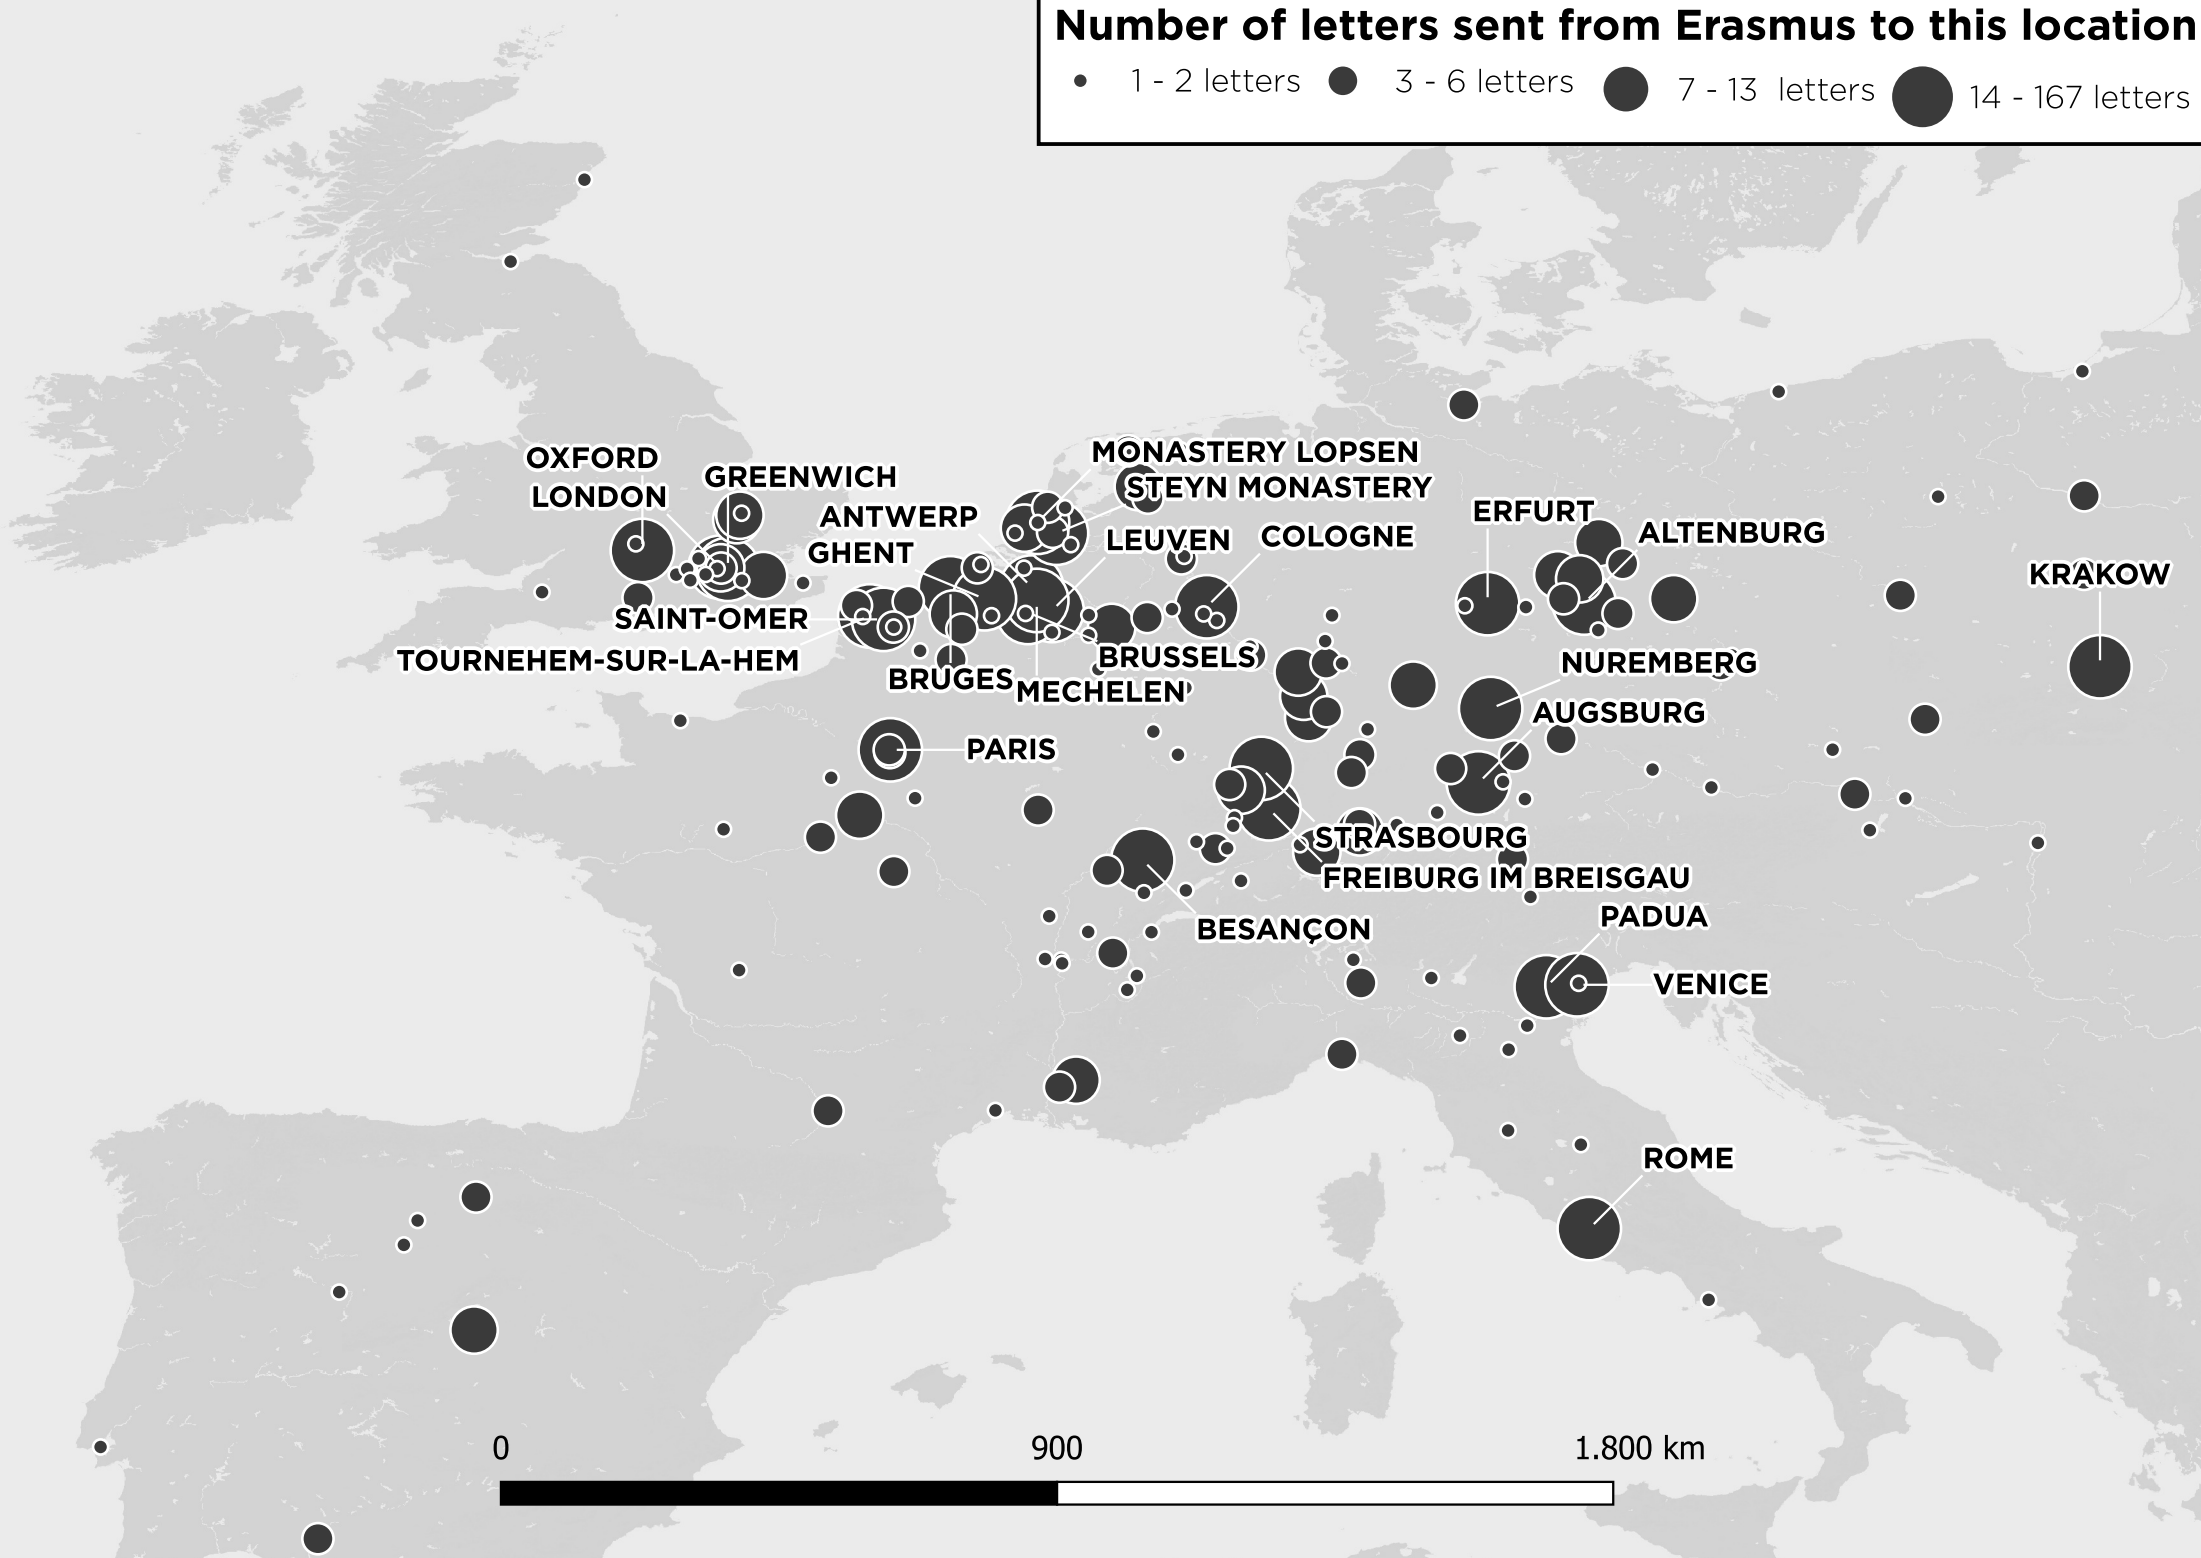 Number of letters sent from Erasmus to this location
1 - 2 letters
3 - 6 letters
7 - 13 letters
14 - 167 letters
OXFORD
LONDON
GREENWICH
MONASTERY LOPSEN
STEYN MONASTERY
ANTWERP
GHENT
LEUVEN
COLOGNE
ERFURT
ALTENBURG
KRAKOW
SAINT-OMER
TOURNEHEM-SUR-LA-HEM
BRUGES
MECHELEN
BRUSSELS
NUREMBERG
AUGSBURG
PARIS
STRASBOURG
FREIBURG IM BREISGAU
BESANÇON
PADUA
VENICE
ROME
0
900
1.800 km